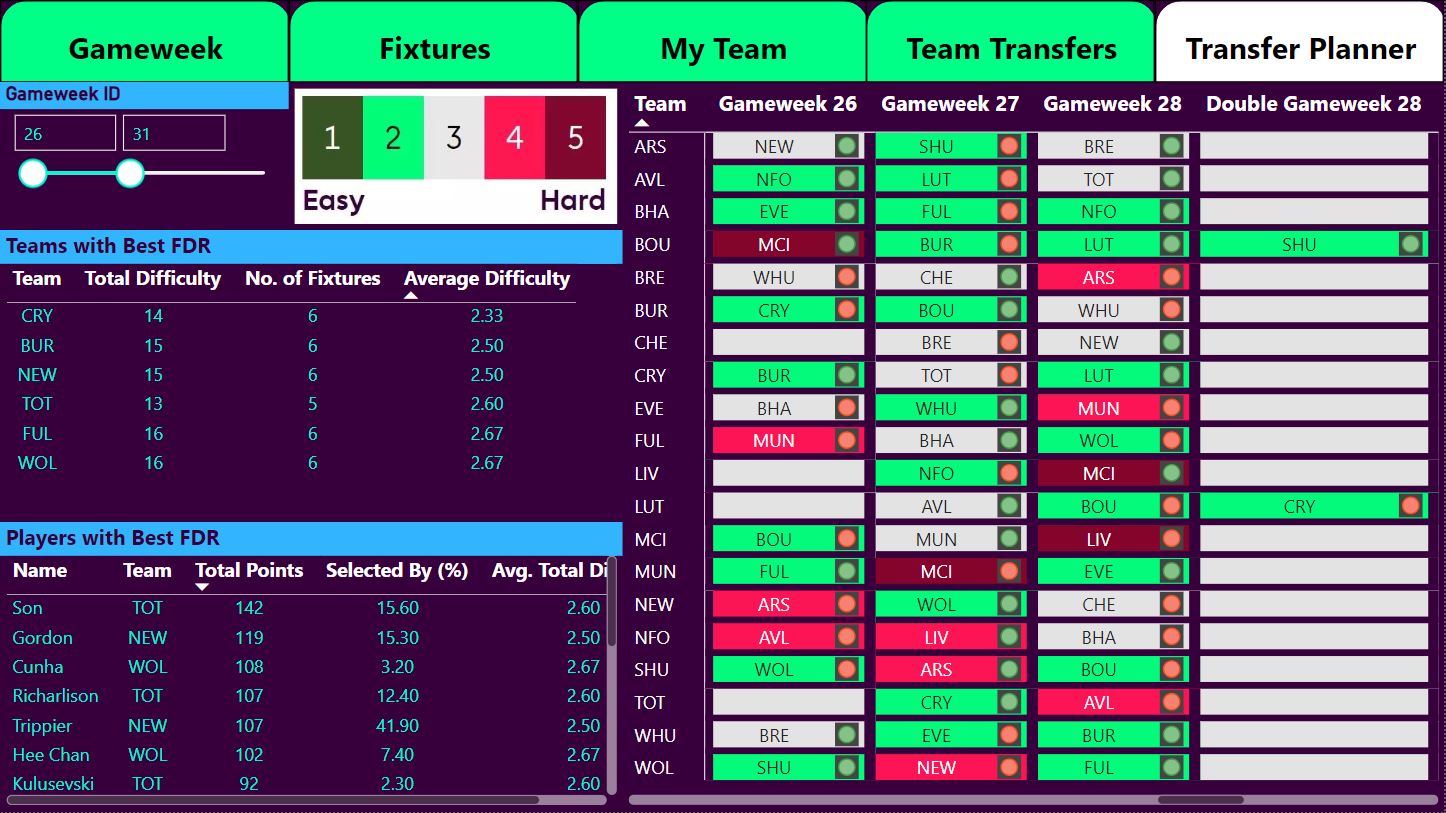 Gameweek Fixtures My Team Team Transfers Transfer Planner
Gameweek ID
26 31
1 2 3 4 5
Easy Hard
Teams with Best FDR
Team Total Difficulty No. of Fixtures Average Difficulty
CRY 14 6 2.33
BUR 15 6 2.50
NEW 15 6 2.50
TOT 13 5 2.60
FUL 16 6 2.67
WOL 16 6 2.67
Players with Best FDR
Name Team Total Points Selected By (%) Avg. Total Di
Son TOT 142 15.60 2.60
Gordon NEW 119 15.30 2.50
Cunha WOL 108 3.20 2.67
Richarlison TOT 107 12.40 2.60
Trippier NEW 107 41.90 2.50
Hee Chan WOL 102 7.40 2.67
Kulusevski TOT 92 2.30 2.60
Team Gameweek 26 Gameweek 27 Gameweek 28 Double Gameweek 28
ARS NEW SHU BRE
AVL NFO LUT TOT
BHA EVE FUL NFO
BOU MCI BUR LUT SHU
BRE WHU CHE ARS
BUR CRY BOU WHU
CHE BRE NEW
CRY BUR TOT LUT
EVE BHA WHU MUN
FUL MUN BHA WOL
LIV NFO MCI
LUT AVL BOU CRY
MCI BOU MUN LIV
MUN FUL MCI EVE
NEW ARS WOL CHE
NFO AVL LIV BHA
SHU WOL ARS BOU
TOT CRY AVL
WHU BRE EVE BUR
WOL SHU NEW FUL